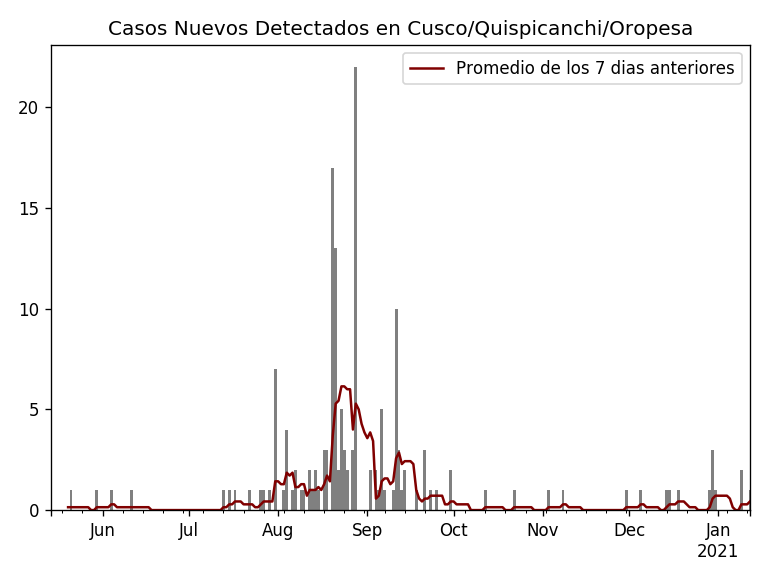 Casos Nuevos Detectados en Cusco/Quispicanchi/Oropesa
Promedio de los 7 dias anteriores
20
15
10
5
0
Jun Jul Aug Sep Oct Nov Dec Jan
2021